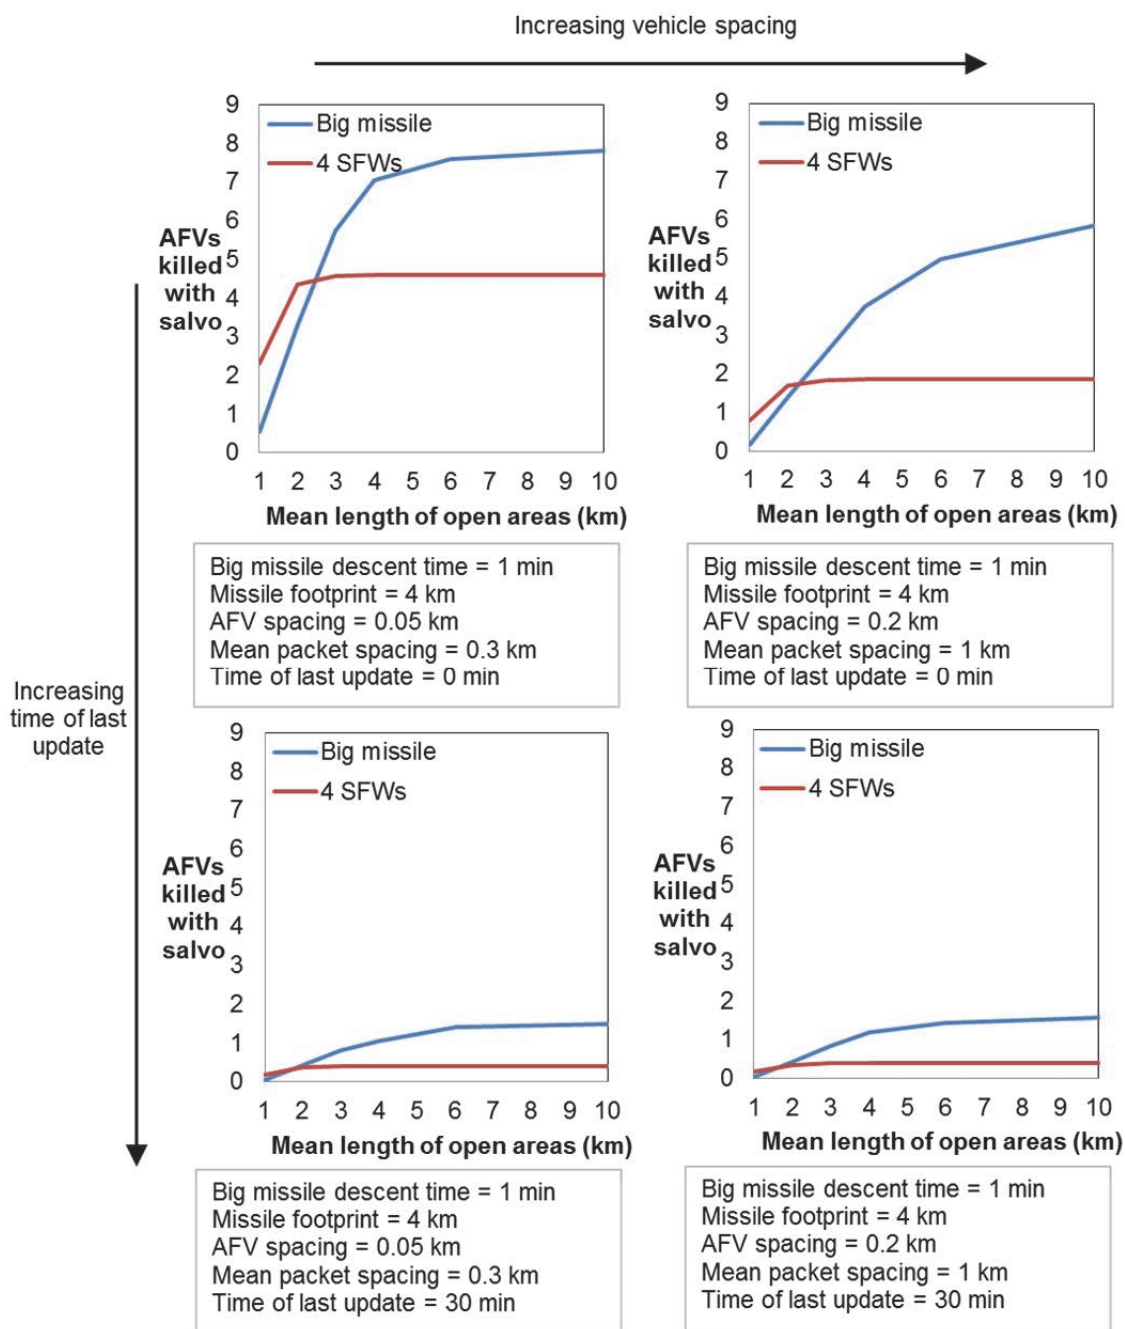 Increasing vehicle spacing
9
8
7
6
5
4
3
2
1
0
Big missile
4 SFWs
AFVs
killed
with
salvo
1 2 3 4 5 6 7 8 9 10
Mean length of open areas (km)
Big missile descent time = 1 min
Missile footprint = 4 km
AFV spacing = 0.05 km
Mean packet spacing = 0.3 km
Time of last update = 0 min
9
8
7
6
5
4
3
2
1
0
Big missile
4 SFWs
AFVs
killed
with
salvo
1 2 3 4 5 6 7 8 9 10
Mean length of open areas (km)
Big missile descent time = 1 min
Missile footprint = 4 km
AFV spacing = 0.2 km
Mean packet spacing = 1 km
Time of last update = 0 min
Increasing
time of last
update
9
8
7
6
5
4
3
2
1
0
Big missile
4 SFWs
AFVs
killed
with
salvo
1 2 3 4 5 6 7 8 9 10
Mean length of open areas (km)
Big missile descent time = 1 min
Missile footprint = 4 km
AFV spacing = 0.05 km
Mean packet spacing = 0.3 km
Time of last update = 30 min
9
8
7
6
5
4
3
2
1
0
Big missile
4 SFWs
AFVs
killed
with
salvo
1 2 3 4 5 6 7 8 9 10
Mean length of open areas (km)
Big missile descent time = 1 min
Missile footprint = 4 km
AFV spacing = 0.2 km
Mean packet spacing = 1 km
Time of last update = 30 min